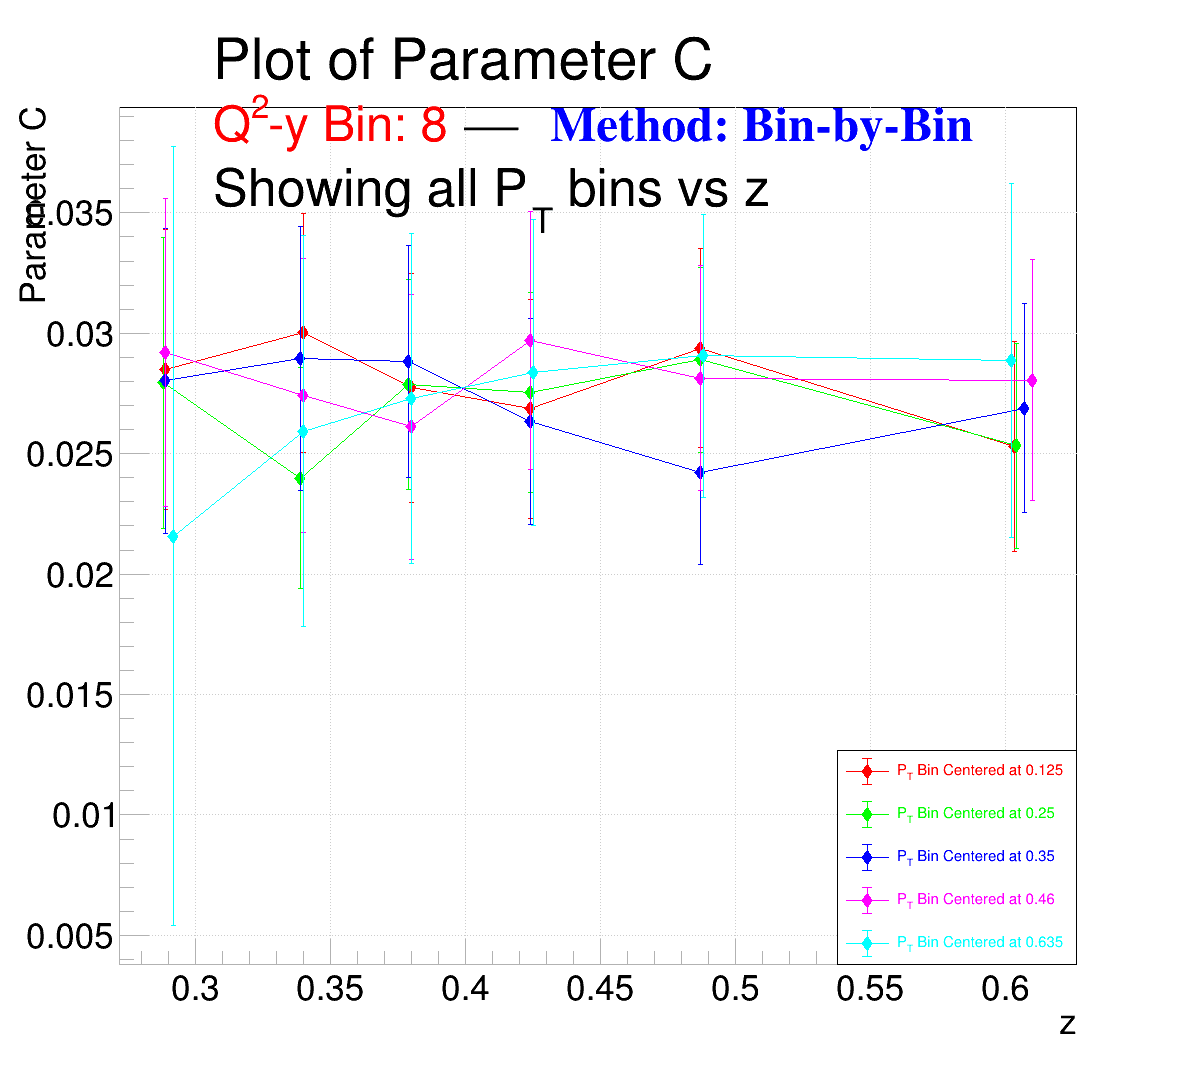 Plot of Parameter C
Q²-y Bin: 8 — Method: Bin-by-Bin
Showing all P_T bins vs z
Parameter C
0.035
0.03
0.025
0.02
0.015
0.01
0.005
P_T Bin Centered at 0.125
P_T Bin Centered at 0.25
P_T Bin Centered at 0.35
P_T Bin Centered at 0.46
P_T Bin Centered at 0.635
0.3 0.35 0.4 0.45 0.5 0.55 0.6
z